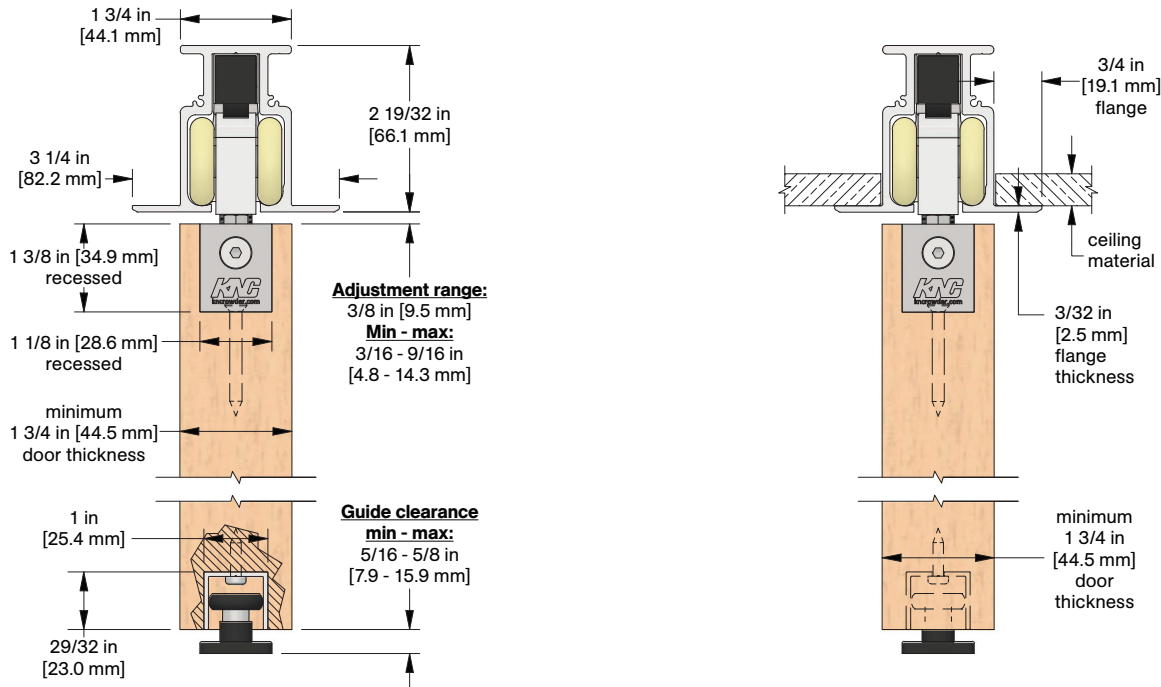 1 3/4 in
[44.1 mm]
2 19/32 in
[66.1 mm]
3 1/4 in
[82.2 mm]
1 3/8 in [34.9 mm]
recessed
KNC
kncrowder.com
Adjustment range:
3/8 in [9.5 mm]
Min - max:
3/16 - 9/16 in
[4.8 - 14.3 mm]
1 1/8 in [28.6 mm]
recessed
minimum
1 3/4 in [44.5 mm]
door thickness
1 in
[25.4 mm]
Guide clearance
min - max:
5/16 - 5/8 in
[7.9 - 15.9 mm]
29/32 in
[23.0 mm]
3/4 in
[19.1 mm]
flange
ceiling
material
KNC
kncrowder.com
3/32 in
[2.5 mm]
flange
thickness
minimum
1 3/4 in
[44.5 mm]
door
thickness